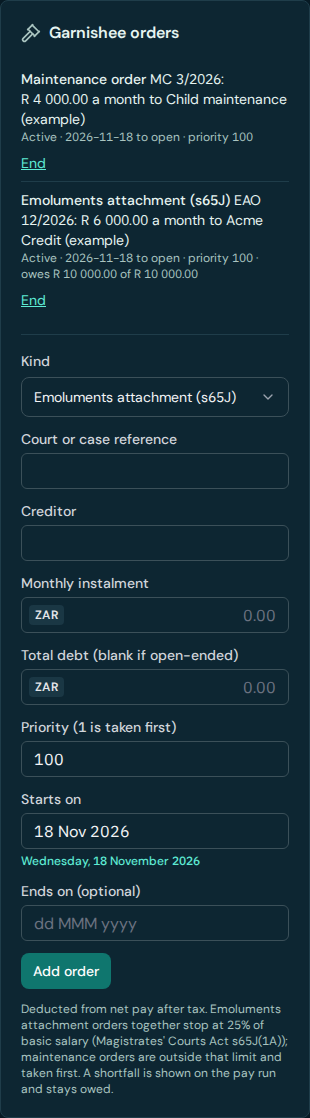 Garnishee orders
Maintenance order MC 3/2026:
R 4 000.00 a month to Child maintenance
(example)
Active · 2026-11-18 to open · priority 100
End
Emoluments attachment (s65J) EAO
12/2026: R 6 000.00 a month to Acme
Credit (example)
Active · 2026-11-18 to open · priority 100 ·
owes R 10 000.00 of R 10 000.00
End
Kind
Emoluments attachment (s65J)
Court or case reference
Creditor
Monthly instalment
ZAR 0.00
Total debt (blank if open-ended)
ZAR 0.00
Priority (1 is taken first)
100
Starts on
18 Nov 2026
Wednesday, 18 November 2026
Ends on (optional)
dd MMM yyyy
Add order
Deducted from net pay after tax. Emoluments
attachment orders together stop at 25% of
basic salary (Magistrates' Courts Act s65J(1A));
maintenance orders are outside that limit and
taken first. A shortfall is shown on the pay run
and stays owed.